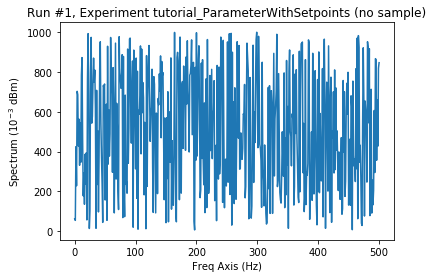 Run #1, Experiment tutorial_ParameterWithSetpoints (no sample)
Spectrum (10⁻³ dBm)
1000
800
600
400
200
0
0 100 200 300 400 500
Freq Axis (Hz)